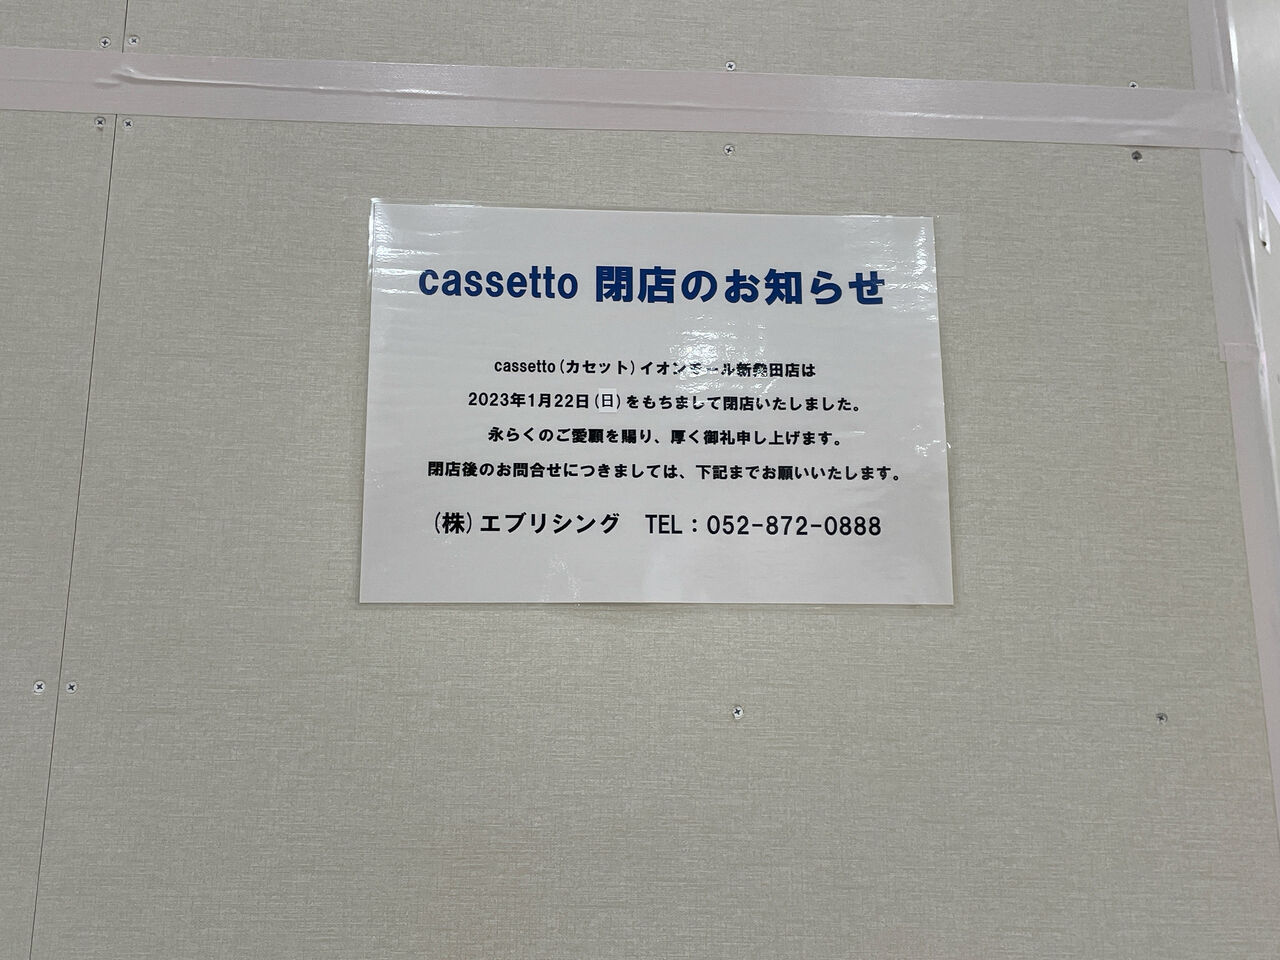 cassetto 閉店のお知らせ
cassetto(カセット)イオンモール新発田店は
2023年1月22日(日)をもちまして閉店いたしました。
永らくのご愛顧を賜り、厚く御礼申し上げます。
閉店後のお問合せにつきましては、下記までお願いいたします。
(株)エブリシング　TEL：052-872-0888